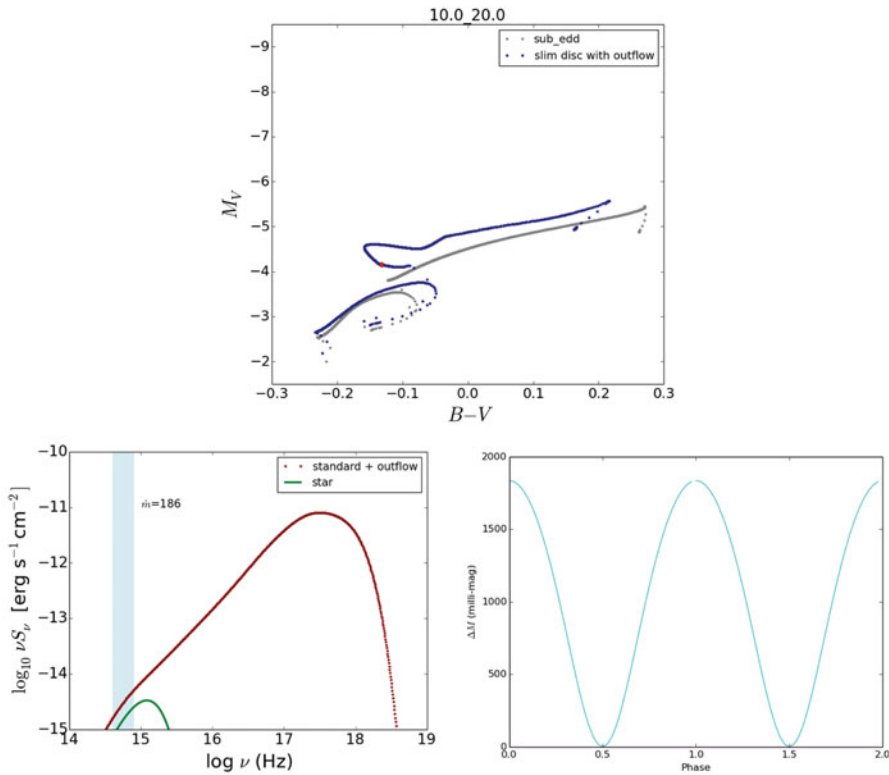 10.0_20.0
−9
−8
−7
−6
−5
−4
−3
−2
M_V
sub_edd
slim disc with outflow
−0.3 −0.2 −0.1 0.0 0.1 0.2 0.3
B−V
−10
−11
−12
−13
−14
−15
log₁₀ νS_ν [erg s⁻¹ cm⁻²]
standard + outflow
star
ṁ=186
14 15 16 17 18 19
log ν (Hz)
2000
1500
1000
500
0
ΔM (milli-mag)
0.0 0.5 1.0 1.5 2.0
Phase